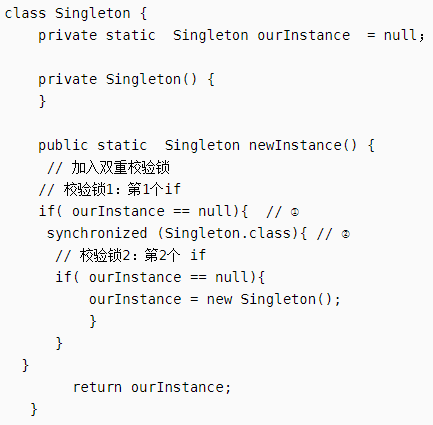 class Singleton {
    private static  Singleton ourInstance  = null；

    private Singleton() {
    }

    public static  Singleton newInstance() {
     // 加入双重校验锁
    // 校验锁1：第1个if
    if( ourInstance == null){  // ①
     synchronized (Singleton.class){ // ②
      // 校验锁2：第2个 if
      if( ourInstance == null){
          ourInstance = new Singleton();
          }
      }
  }
        return ourInstance;
   }